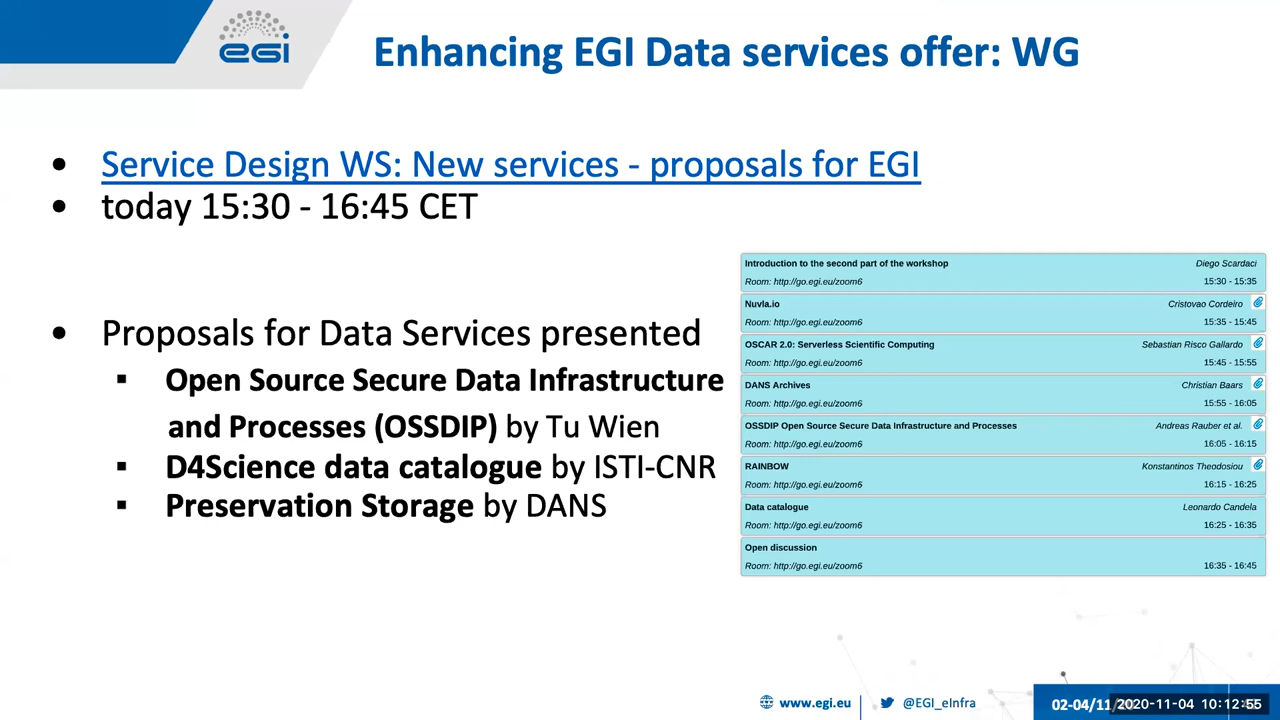 egi
Enhancing EGI Data services offer: WG
• Service Design WS: New services - proposals for EGI
• today 15:30 - 16:45 CET
• Proposals for Data Services presented
▪ Open Source Secure Data Infrastructure
and Processes (OSSDIP) by Tu Wien
▪ D4Science data catalogue by ISTI-CNR
▪ Preservation Storage by DANS
Introduction to the second part of the workshop Diego Scardaci
Room: http://go.egi.eu/zoom6 15:30 - 15:35
Nuvla.io Cristovao Cordeiro
Room: http://go.egi.eu/zoom6 15:35 - 15:45
OSCAR 2.0: Serverless Scientific Computing Sebastian Risco Gallardo
Room: http://go.egi.eu/zoom6 15:45 - 15:55
DANS Archives Christian Baars
Room: http://go.egi.eu/zoom6 15:55 - 16:05
OSSDIP Open Source Secure Data Infrastructure and Processes Andreas Rauber et al.
Room: http://go.egi.eu/zoom6 16:05 - 16:15
RAINBOW Konstantinos Theodosiou
Room: http://go.egi.eu/zoom6 16:15 - 16:25
Data catalogue Leonardo Candela
Room: http://go.egi.eu/zoom6 16:25 - 16:35
Open discussion
Room: http://go.egi.eu/zoom6 16:35 - 16:45
www.egi.eu @EGI_eInfra 02-04/11/ 2020-11-04 10:12:55